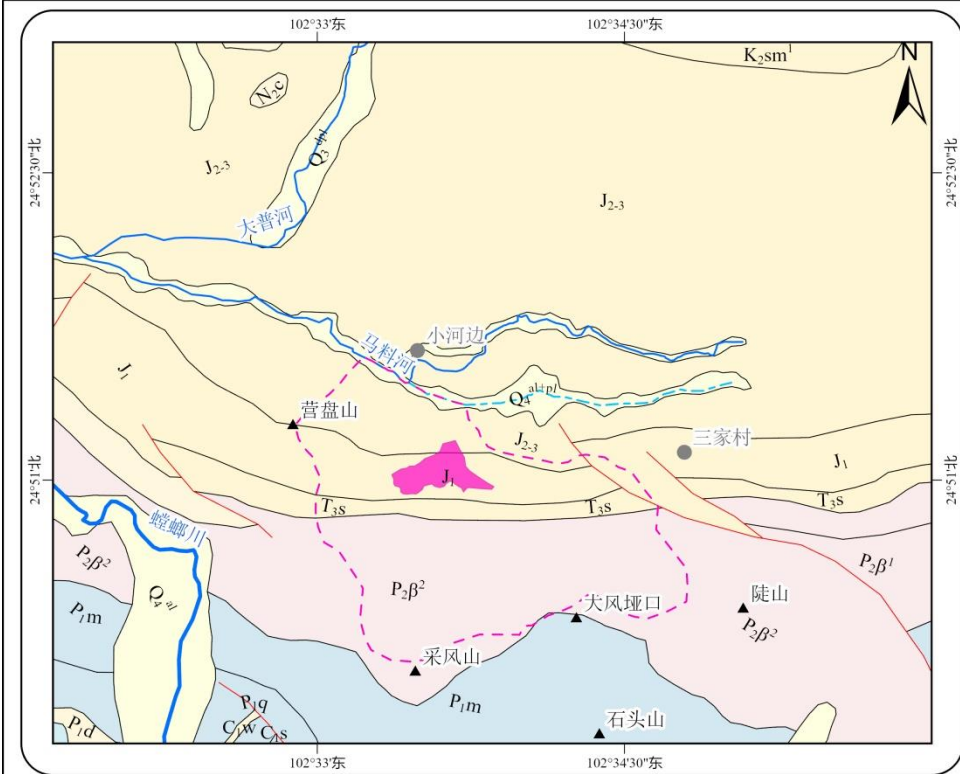 102°33'东
102°34'30"东
K₂sm¹
N
N₂c
Q₃ᵈᵖˡ
J₂₋₃
24°52'30"北
24°52'30"北
J₂₋₃
大普河
小河边
马料河
J₁
Q₄ᵃˡ⁺ᵖˡ
营盘山
J₂₋₃
三家村
J₁
24°51'北
24°51'北
J₁
T₃s
T₃s
T₃s
螳螂川
P₂β²
P₂β¹
P₂β²
Q₄ᵃˡ
陡山
大风垭口
P₁m
P₂β²
采风山
P₁m
P₁q
石头山
P₁d
C₁w
C₁s
102°33'东
102°34'30"东